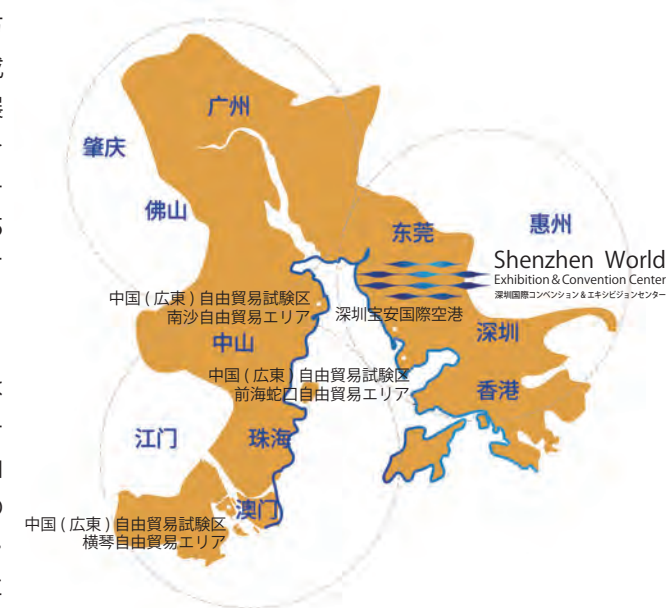 广州
肇庆
佛山
东莞
惠州
Shenzhen World
Exhibition & Convention Center
深圳国際コンベンション＆エキシビジョンセンター
中国 ( 広東 ) 自由貿易試験区
南沙自由貿易エリア
深圳宝安国際空港
中山
深圳
中国 ( 広東 ) 自由貿易試験区
前海蛇口自由貿易エリア
香港
江门
珠海
澳门
中国 ( 広東 ) 自由貿易試験区
横琴自由貿易エリア